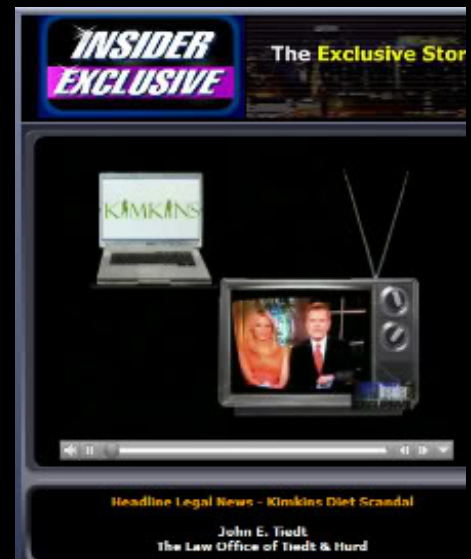 INSIDER
EXCLUSIVE
The Exclusive Stor
KIMKINS
Insider
Headline Legal News - Kimkins Diet Scandal
John E. Tiedt
The Law Office of Tiedt & Hurd